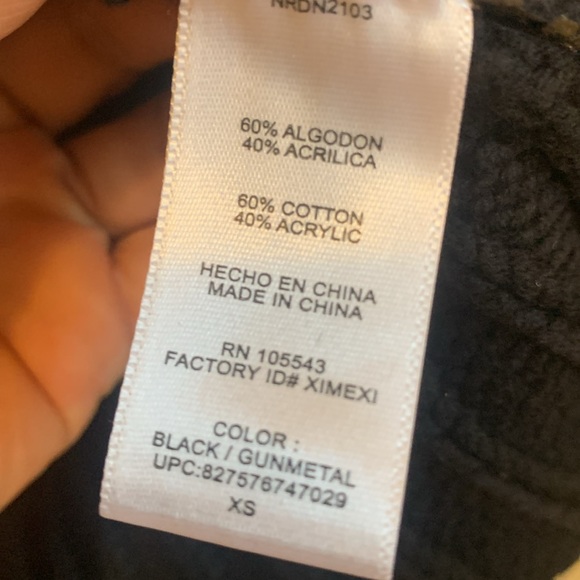 NRDN2103
60% ALGODON
40% ACRILICA
60% COTTON
40% ACRYLIC
HECHO EN CHINA
MADE IN CHINA
RN 105543
FACTORY ID# XIMEXI
COLOR :
BLACK / GUNMETAL
UPC:827576747029
XS